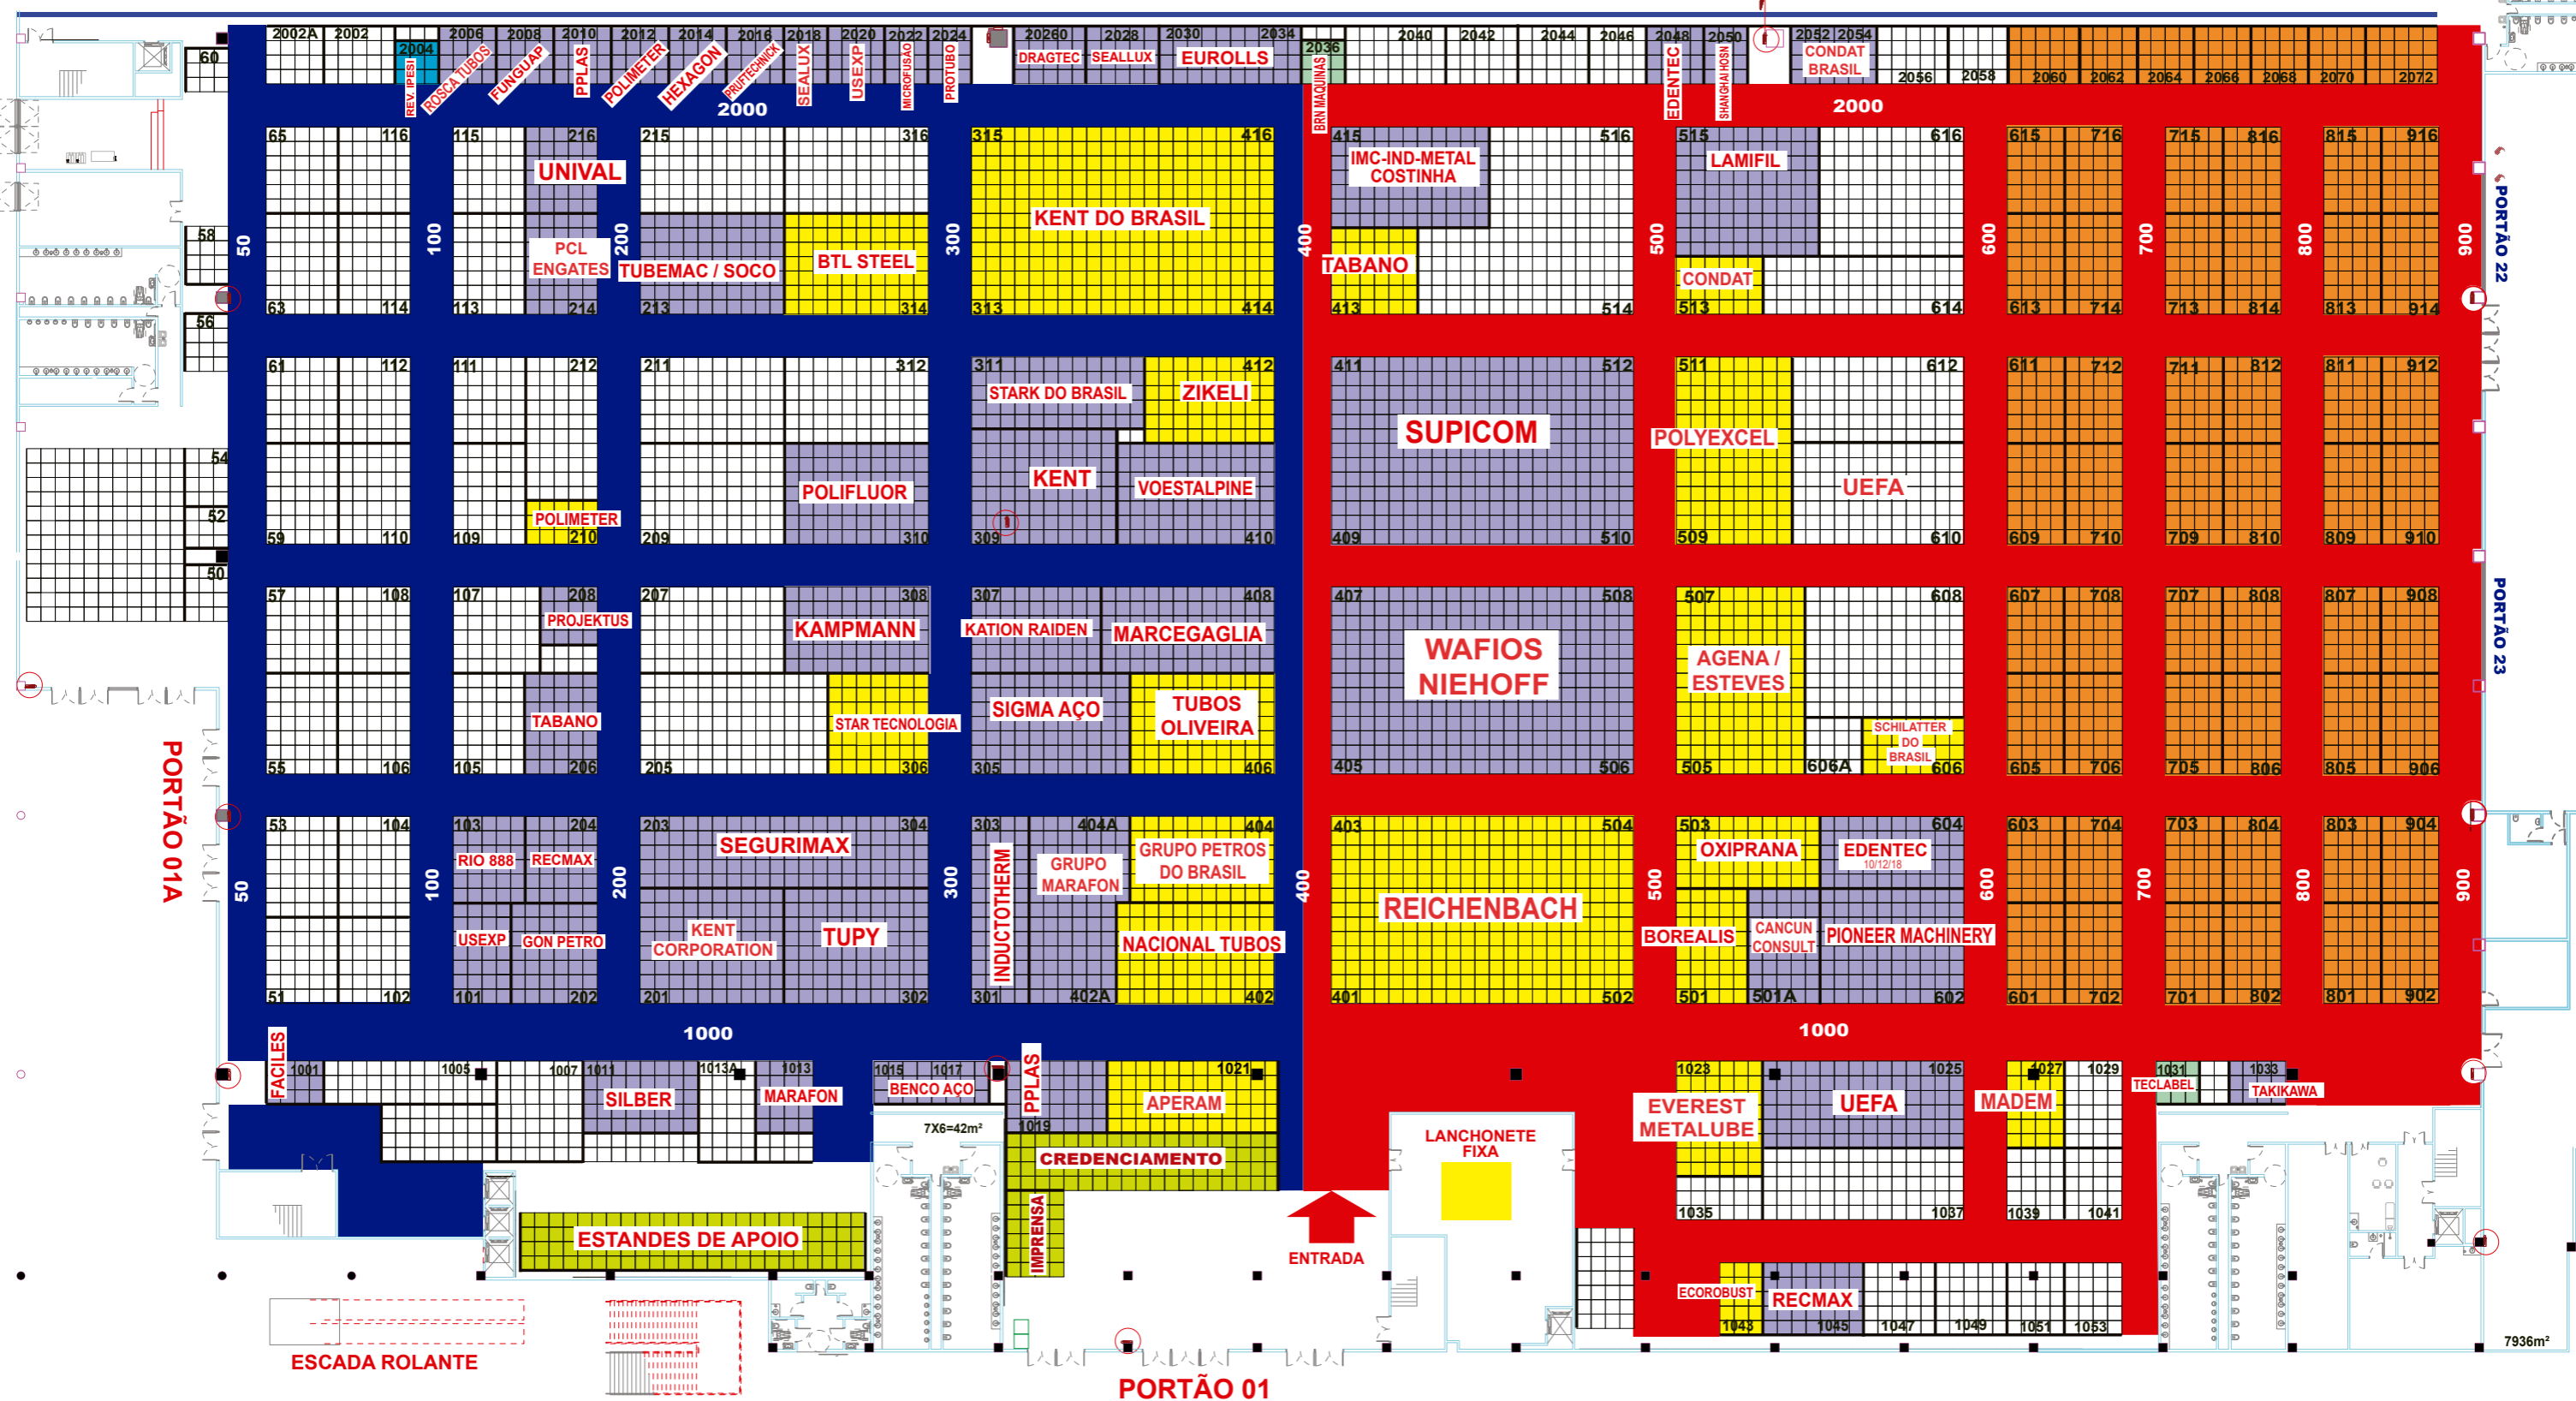 2002A 2002 2004 2006 2008 2010 2012 2014 2016 2018 2020 2022 2024 20260 2028 2030 2034 2036 2040 2042 2044 2046 2048 2050 2052 2054 2056 2058 2060 2062 2064 2066 2068 2070 2072
60
REV. IPESI
ROSCA TUBOS
FUNGUAP
PPLAS
POLIMETER
HEXAGON
PRUFTECHNICK
SEALUX
USEXP
MICROFUSÃO
PROTUBO
DRAGTEC
SEALLUX
EUROLLS
BRN MAQUINAS
EDENTEC
SHANGHAI HOSN
CONDAT
BRASIL
2000
2000
65 116 115 216 215 316 315 416 415 516 515 616 615 716 715 816 815 916
UNIVAL
IMC-IND-METAL
COSTINHA
LAMIFIL
58
50 100 200 300 400 500 600 700 800 900
PCL
ENGATES
TUBEMAC / SOCO
BTL STEEL
KENT DO BRASIL
TABANO
CONDAT
PORTÃO 22
63 114 113 214 213 314 313 414 413 514 513 614 613 714 713 814 813 914
56
61 112 111 212 211 312 311 412 411 512 511 612 611 712 711 812 811 912
STARK DO BRASIL
ZIKELI
SUPICOM
POLYEXCEL
54
52
50
POLIMETER
POLIFLUOR
KENT
VOESTALPINE
UEFA
59 110 109 210 209 310 309 410 409 510 509 610 609 710 709 810 809 910
57 108 107 208 207 308 307 408 407 508 507 608 607 708 707 808 807 908
PROJEKTUS
KAMPMANN
KATION RAIDEN
MARCEGAGLIA
WAFIOS
NIEHOFF
AGENA /
ESTEVES
PORTÃO 23
TABANO
STAR TECNOLOGIA
SIGMA AÇO
TUBOS
OLIVEIRA
SCHILATTER
DO
BRASIL
55 106 105 206 205 306 305 406 405 506 505 606A 606 605 706 705 806 805 906
PORTÃO 01A
53 104 103 204 203 304 303 404A 404 403 504 503 604 603 704 703 804 803 904
RIO 888
RECMAX
SEGURIMAX
INDUCTOTHERM
GRUPO
MARAFON
GRUPO PETROS
DO BRASIL
REICHENBACH
OXIPRANA
EDENTEC
10/12/18
50 100 200 300 400 500 600 700 800 900
USEXP
GON PETRO
KENT
CORPORATION
TUPY
NACIONAL TUBOS
BOREALIS
CANCUN
CONSULT
PIONEER MACHINERY
51 102 101 202 201 302 301 402A 402 401 502 501 501A 602 601 702 701 802 801 902
1000
1000
FACILES
1001 1005 1007 1011 1013A 1013 1015 1017 1021 1023 1025 1027 1029 1031 1033
SILBER
MARAFON
BENCO AÇO
PPLAS
1019
APERAM
EVEREST
METALUBE
UEFA
MADEM
TECLABEL
TAKIKAWA
7X6=42m²
CREDENCIAMENTO
LANCHONETE
FIXA
IMPRENSA
ESTANDES DE APOIO
ENTRADA
1035 1037 1039 1041
ECOROBUST
RECMAX
1043 1045 1047 1049 1051 1053
7936m²
ESCADA ROLANTE
PORTÃO 01